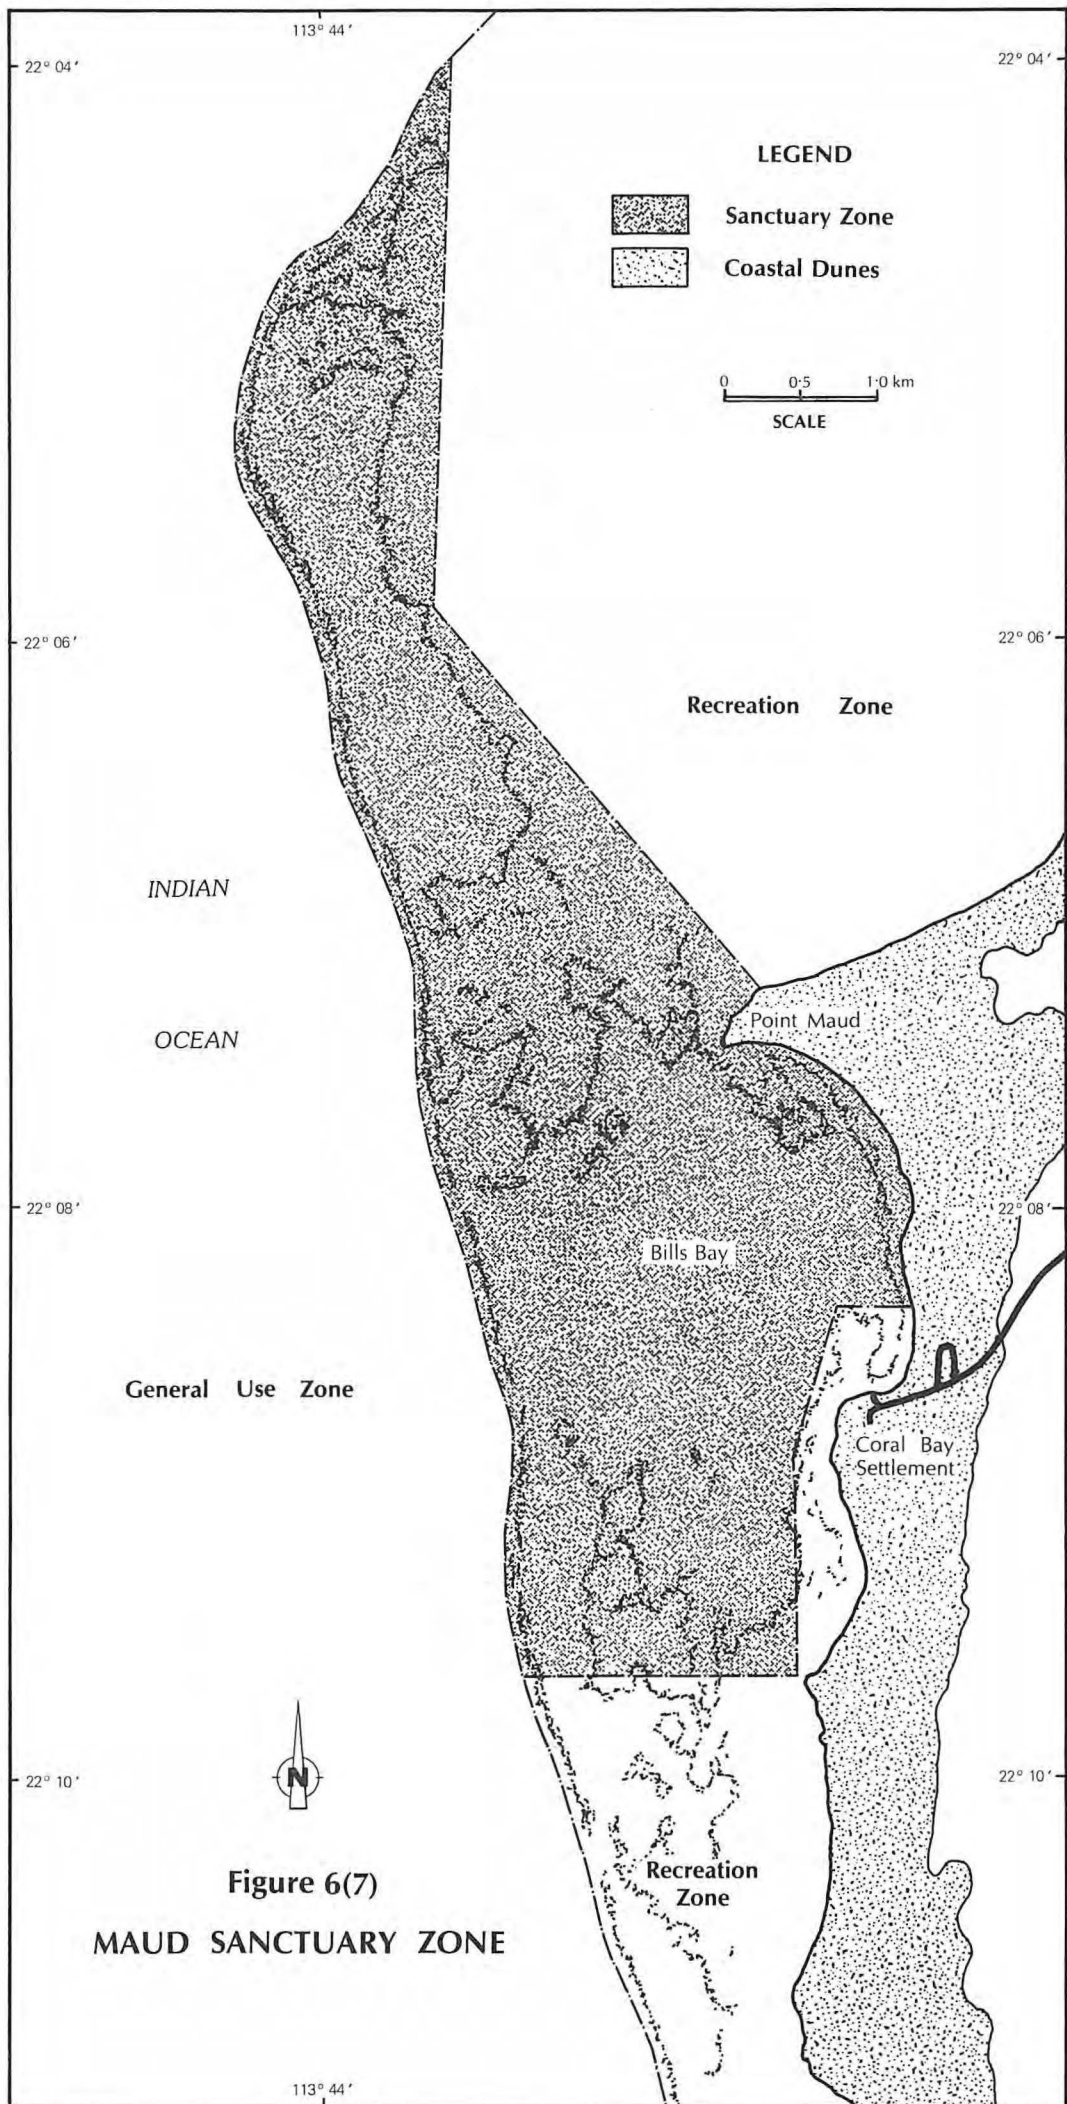 113° 44'
22° 04'
22° 04'
LEGEND
Sanctuary Zone
Coastal Dunes
0 0·5 1·0 km
SCALE
22° 06'
22° 06'
Recreation Zone
INDIAN
OCEAN
Point Maud
22° 08'
22° 08'
Bills Bay
General Use Zone
Coral Bay
Settlement
N
22° 10'
22° 10'
Recreation
Zone
Figure 6(7)
MAUD SANCTUARY ZONE
113° 44'